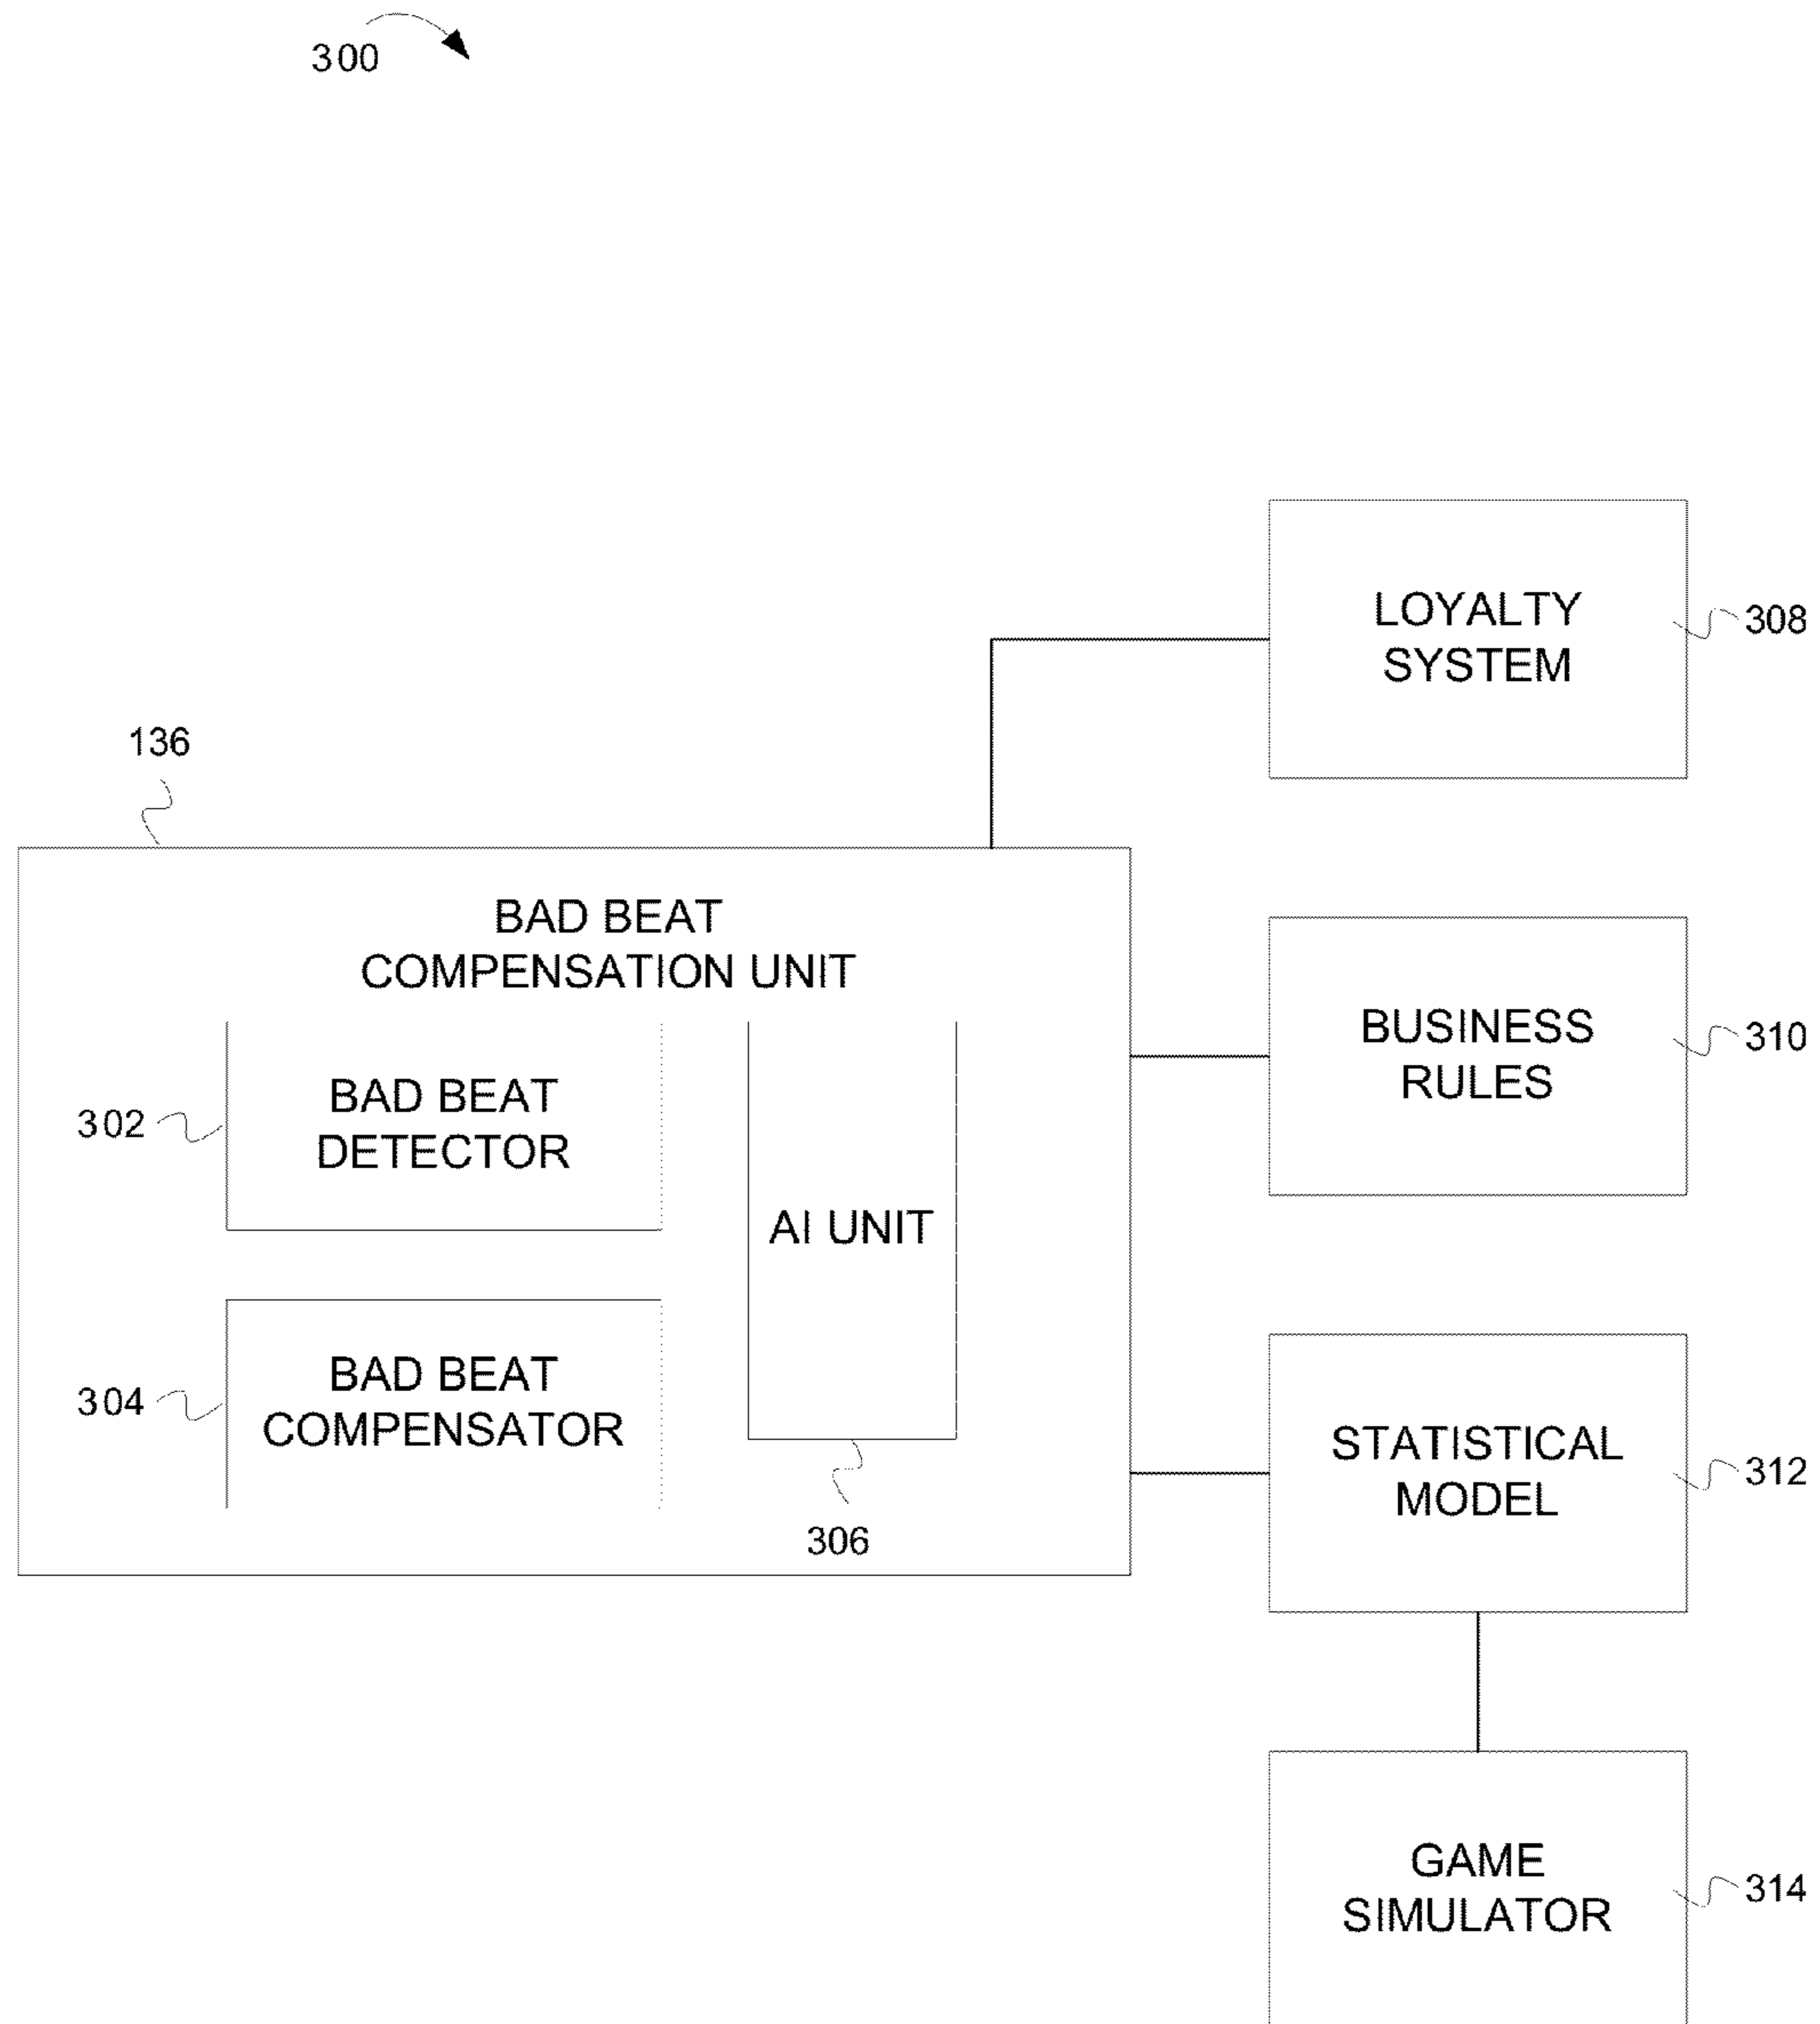 300
LOYALTY
SYSTEM
308
136
BAD BEAT
COMPENSATION UNIT
BUSINESS
RULES
310
302
BAD BEAT
DETECTOR
AI UNIT
304
BAD BEAT
COMPENSATOR
306
STATISTICAL
MODEL
312
GAME
SIMULATOR
314